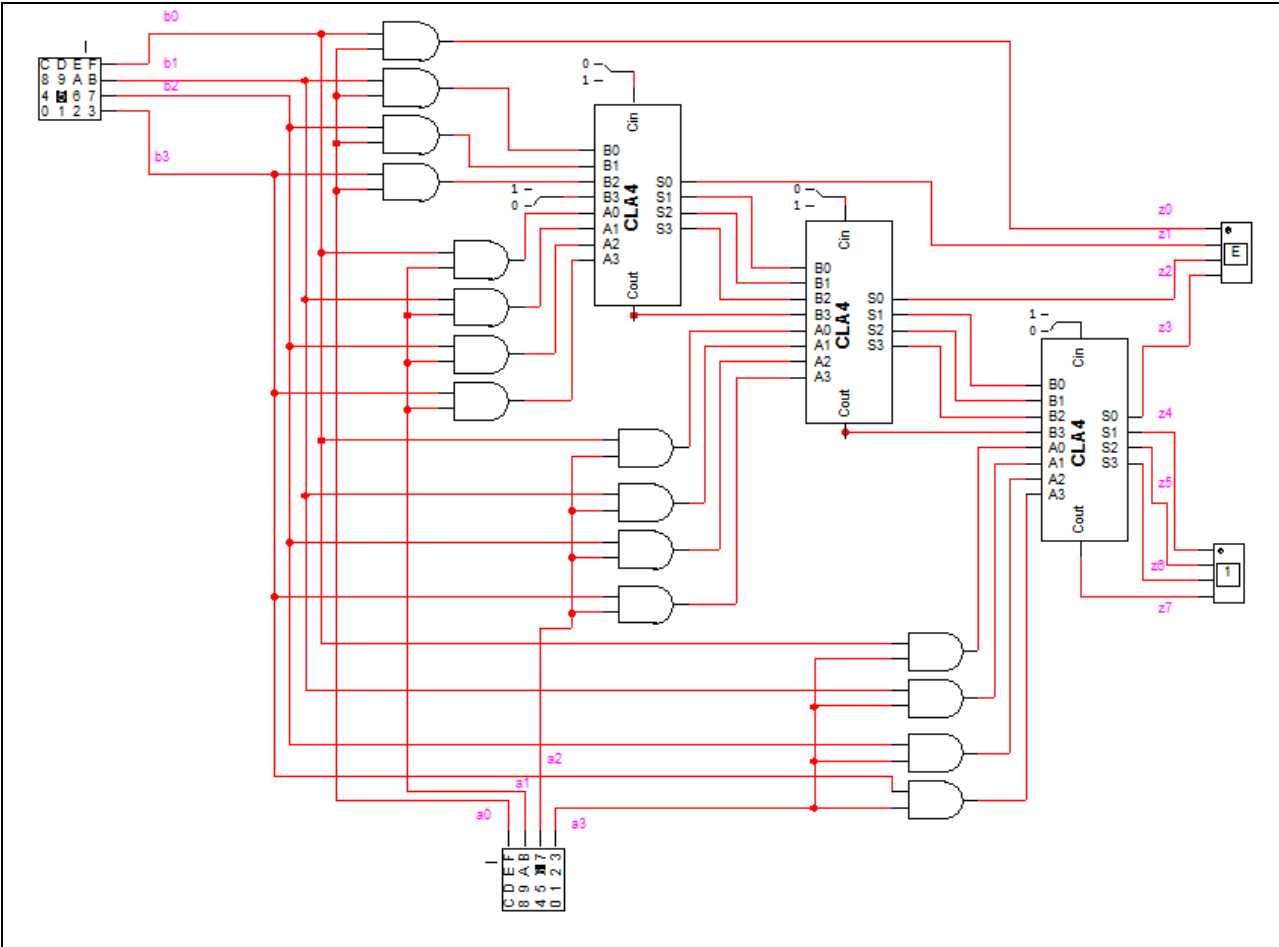 b0
C D E F
8 9 A B
4 5 6 7
0 1 2 3
b1
b2
b3
0
1
Cin
B0
B1
B2
B3
A0
A1
A2
A3
CLA4
S0
S1
S2
S3
Cout
1
0
0
1
Cin
B0
B1
B2
B3
A0
A1
A2
A3
CLA4
S0
S1
S2
S3
Cout
1
0
Cin
B0
B1
B2
B3
A0
A1
A2
A3
CLA4
S0
S1
S2
S3
Cout
z0
z1
E
z2
z3
z4
z5
z6
1
z7
a2
a1
a0
a3
C D E F
8 9 A B
4 5 7
0 1 2 3